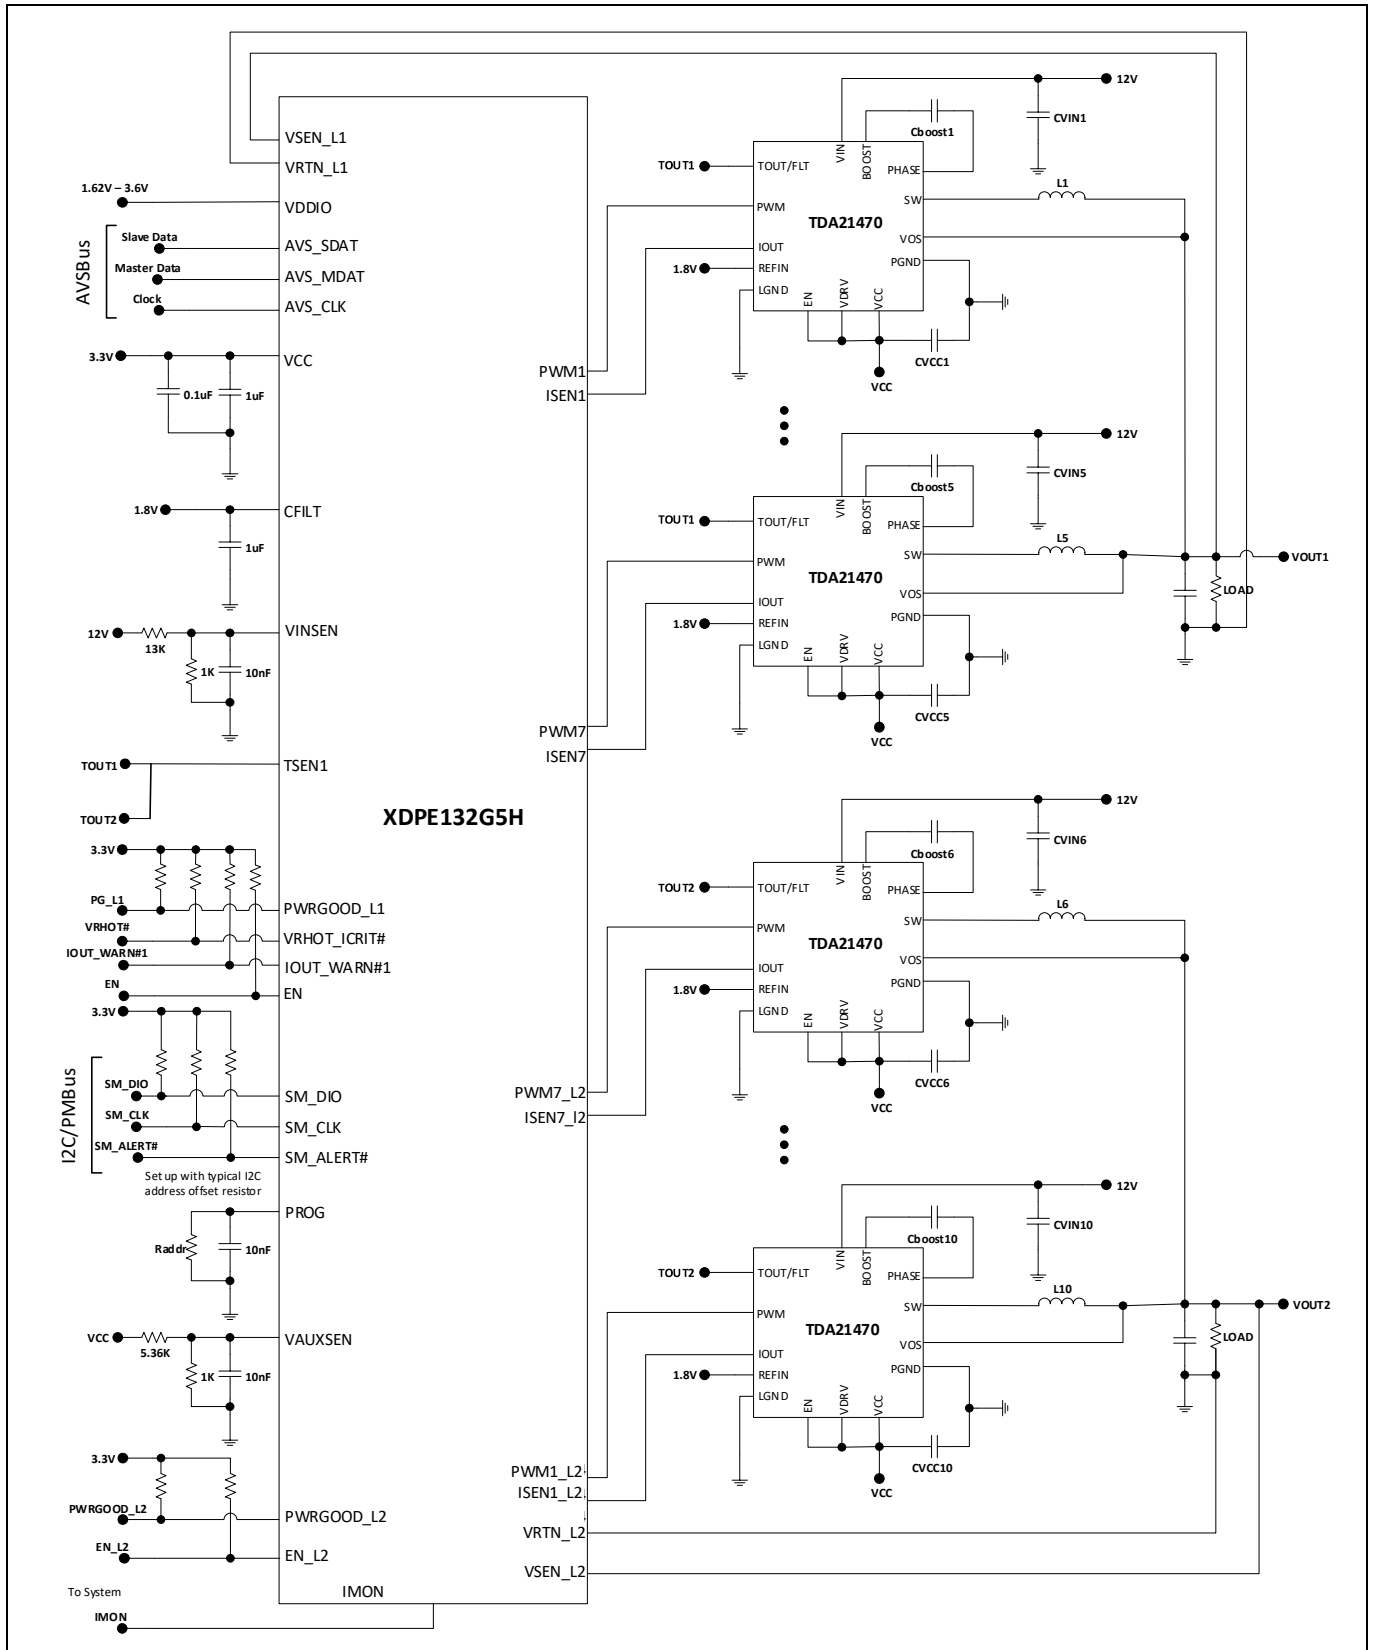 VSEN_L1
VRTN_L1
1.62V – 3.6V
VDDIO
AVSBus
Slave Data
AVS_SDAT
Master Data
AVS_MDAT
Clock
AVS_CLK
3.3V
VCC
0.1uF
1uF
1.8V
CFILT
1uF
12V
13K
VINSEN
1K
10nF
TOUT1
TSEN1
TOUT2
XDPE132G5H
3.3V
PG_L1
PWRGOOD_L1
VRHOT#
VRHOT_ICRIT#
IOUT_WARN#1
IOUT_WARN#1
EN
EN
3.3V
I2C/PMBus
SM_DIO
SM_DIO
SM_CLK
SM_CLK
SM_ALERT#
SM_ALERT#
Set up with typical I2C
address offset resistor
PROG
Raddr
10nF
VCC
5.36K
VAUXSEN
1K
10nF
3.3V
PWRGOOD_L2
PWRGOOD_L2
EN_L2
EN_L2
To System
IMON
IMON
PWM1
ISEN1
PWM7
ISEN7
PWM7_L2
ISEN7_l2
PWM1_L2
ISEN1_L2
VRTN_L2
VSEN_L2
12V
CVIN1
Cboost1
VIN
BOOST
TOUT1
TOUT/FLT
PHASE
L1
SW
PWM
TDA21470
VOS
IOUT
PGND
1.8V
REFIN
LGND
EN
VDRV
VCC
CVCC1
VCC
12V
CVIN5
Cboost5
VIN
BOOST
TOUT1
TOUT/FLT
PHASE
L5
SW
PWM
TDA21470
VOS
IOUT
PGND
1.8V
REFIN
LGND
EN
VDRV
VCC
CVCC5
VCC
VOUT1
LOAD
12V
CVIN6
Cboost6
VIN
BOOST
TOUT2
TOUT/FLT
PHASE
L6
SW
PWM
TDA21470
VOS
IOUT
PGND
1.8V
REFIN
LGND
EN
VDRV
VCC
CVCC6
VCC
12V
CVIN10
Cboost10
VIN
BOOST
TOUT2
TOUT/FLT
PHASE
L10
SW
PWM
TDA21470
VOS
IOUT
PGND
1.8V
REFIN
LGND
EN
VDRV
VCC
CVCC10
VCC
VOUT2
LOAD